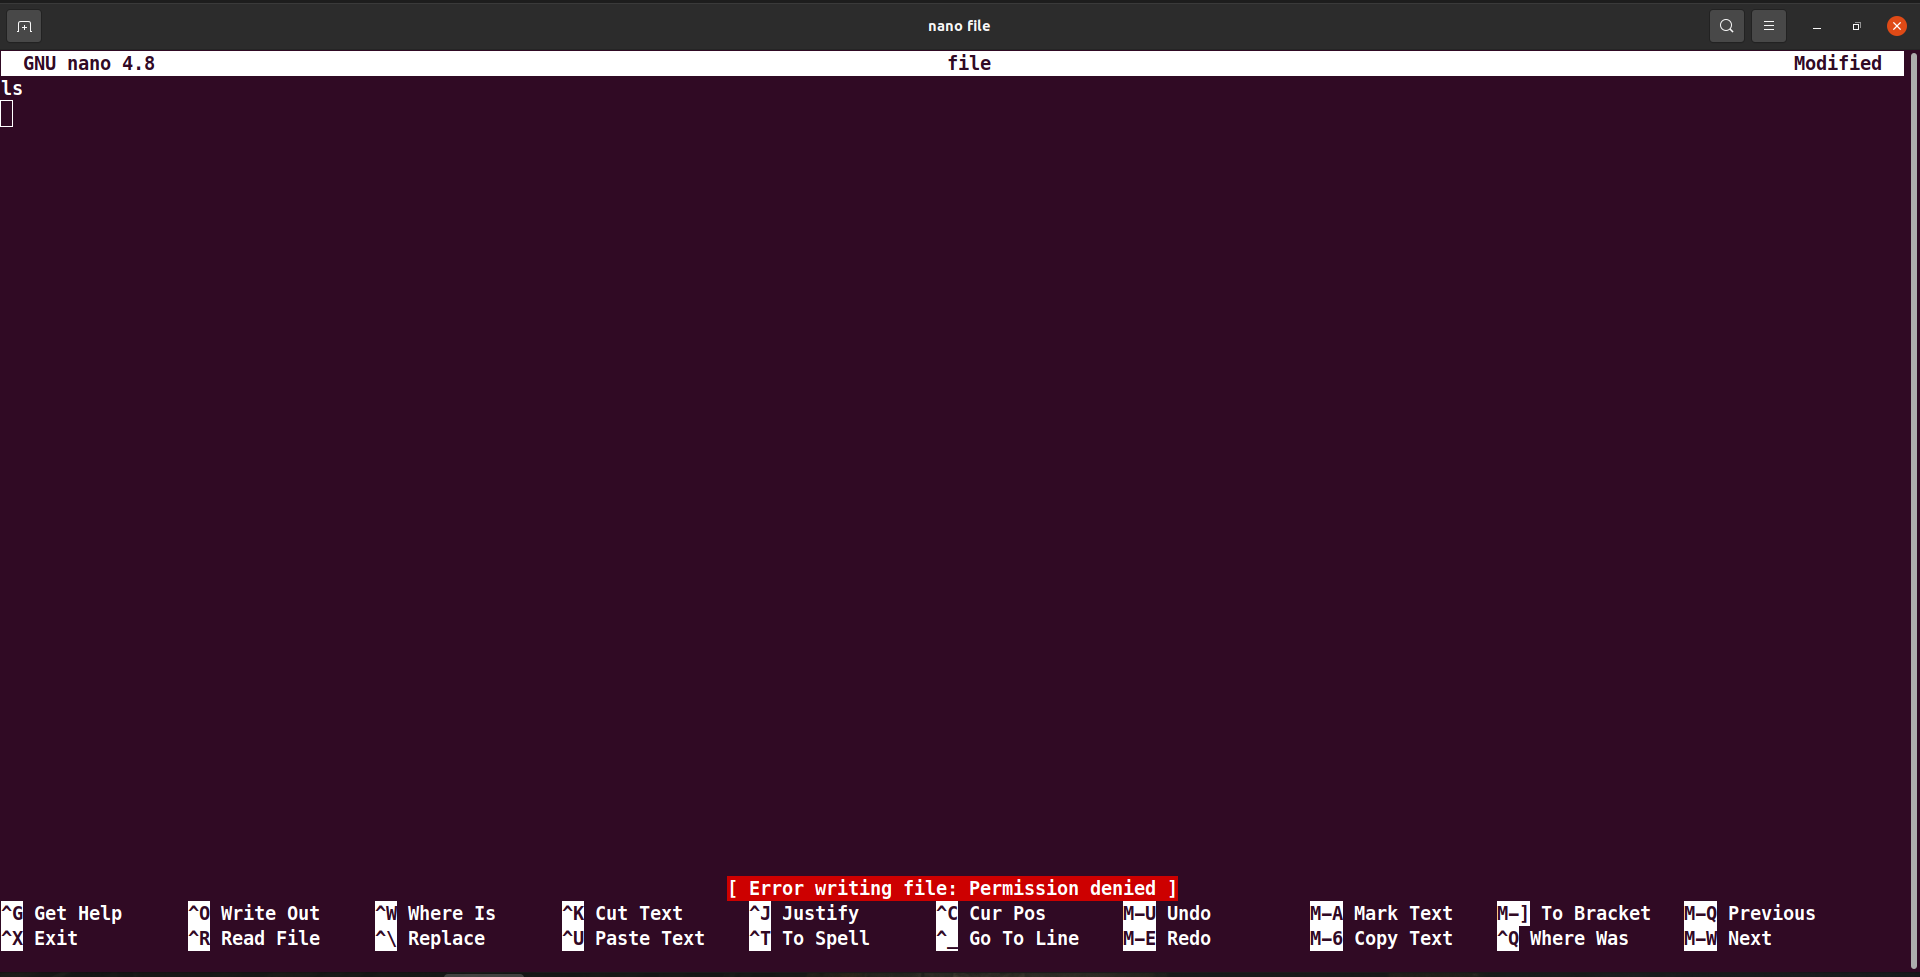 nano file
GNU nano 4.8 file Modified
ls
[ Error writing file: Permission denied ]
^G Get Help ^O Write Out ^W Where Is ^K Cut Text ^J Justify ^C Cur Pos M-U Undo M-A Mark Text M-] To Bracket M-Q Previous
^X Exit ^R Read File ^\ Replace ^U Paste Text ^T To Spell ^_ Go To Line M-E Redo M-6 Copy Text ^Q Where Was M-W Next